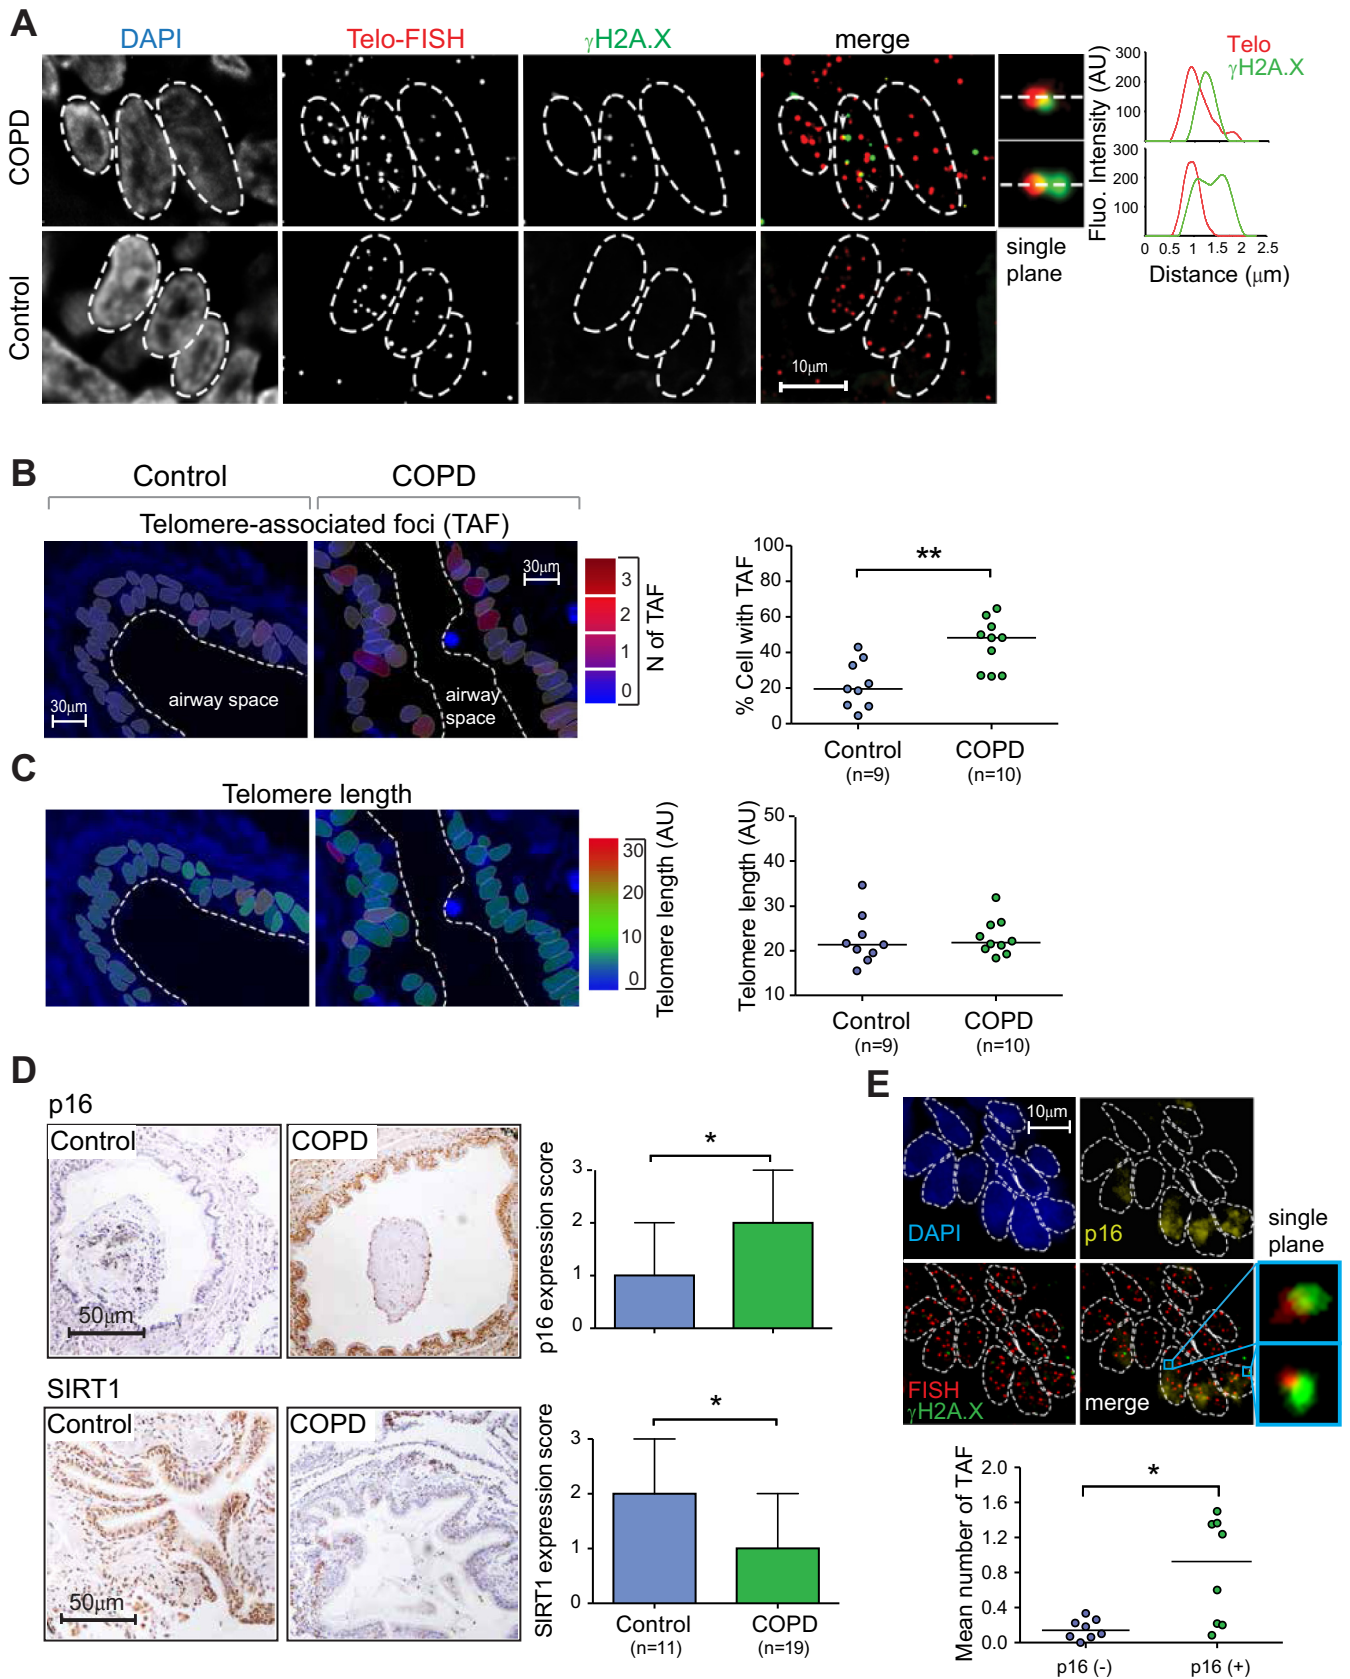 A
DAPI
Telo-FISH
γH2A.X
merge
Telo
γH2A.X
COPD
Control
10μm
single
plane
Fluo. Intensity (AU)
300
200
100
300
200
100
0 0.5 1 1.5 2 2.5
Distance (μm)
B
Control
COPD
Telomere-associated foci (TAF)
30μm
airway space
30μm
airway
space
3
2
1
0
N of TAF
% Cell with TAF
100
80
60
40
20
0
**
Control
(n=9)
COPD
(n=10)
C
Telomere length
30
20
10
0
Telomere length (AU)
Telomere length (AU)
50
40
30
20
10
Control
(n=9)
COPD
(n=10)
D
p16
Control
50μm
COPD
p16 expression score
3
2
1
0
*
SIRT1
Control
50μm
COPD
SIRT1 expression score
3
2
1
0
*
Control
(n=11)
COPD
(n=19)
E
10μm
DAPI
p16
single
plane
FISH
γH2A.X
merge
Mean number of TAF
2.0
1.6
1.2
0.8
0.4
0.0
*
p16 (-)
p16 (+)